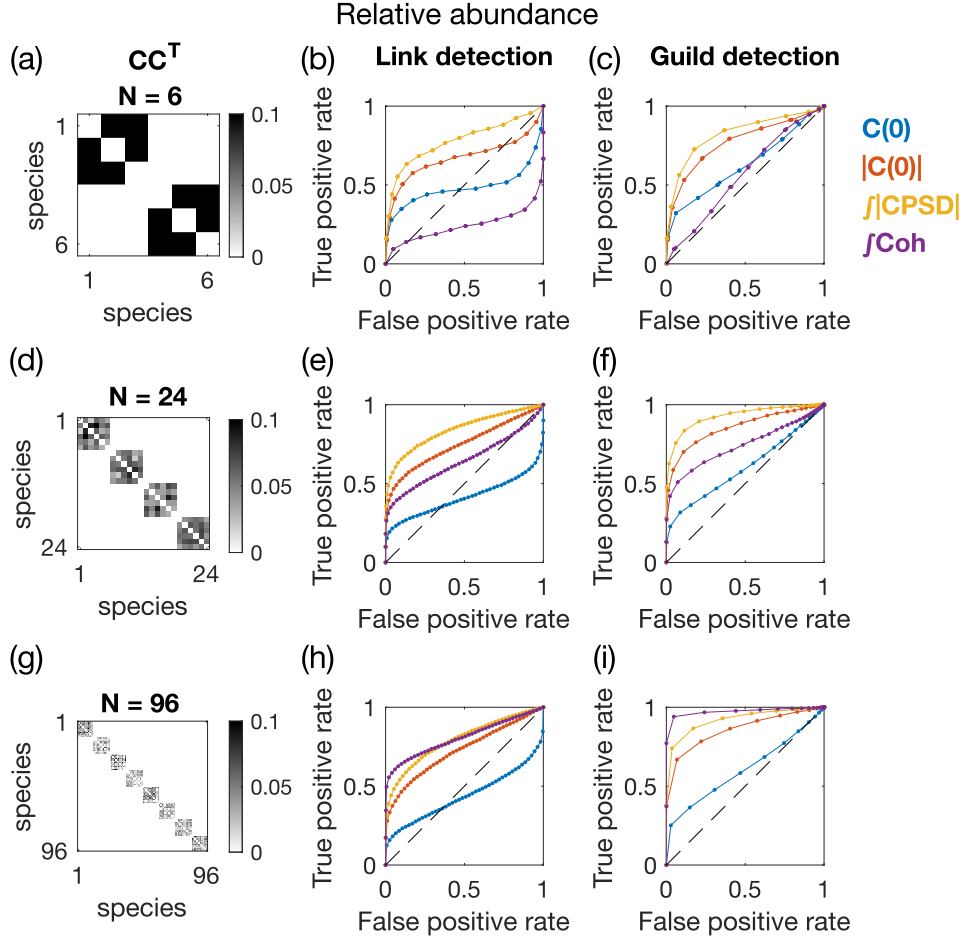 Relative abundance
(a)
CCᵀ
N = 6
1
6
species
1
6
species
0.1
0.05
0
(b)
Link detection
True positive rate
1
0.5
0
0
0.5
1
False positive rate
(c)
Guild detection
True positive rate
1
0.5
0
0
0.5
1
False positive rate
C(0)
|C(0)|
∫|CPSD|
∫Coh
(d)
N = 24
1
24
species
1
24
species
0.1
0.05
0
(e)
True positive rate
1
0.5
0
0
0.5
1
False positive rate
(f)
True positive rate
1
0.5
0
0
0.5
1
False positive rate
(g)
N = 96
1
96
species
1
96
species
0.1
0.05
0
(h)
True positive rate
1
0.5
0
0
0.5
1
False positive rate
(i)
True positive rate
1
0.5
0
0
0.5
1
False positive rate